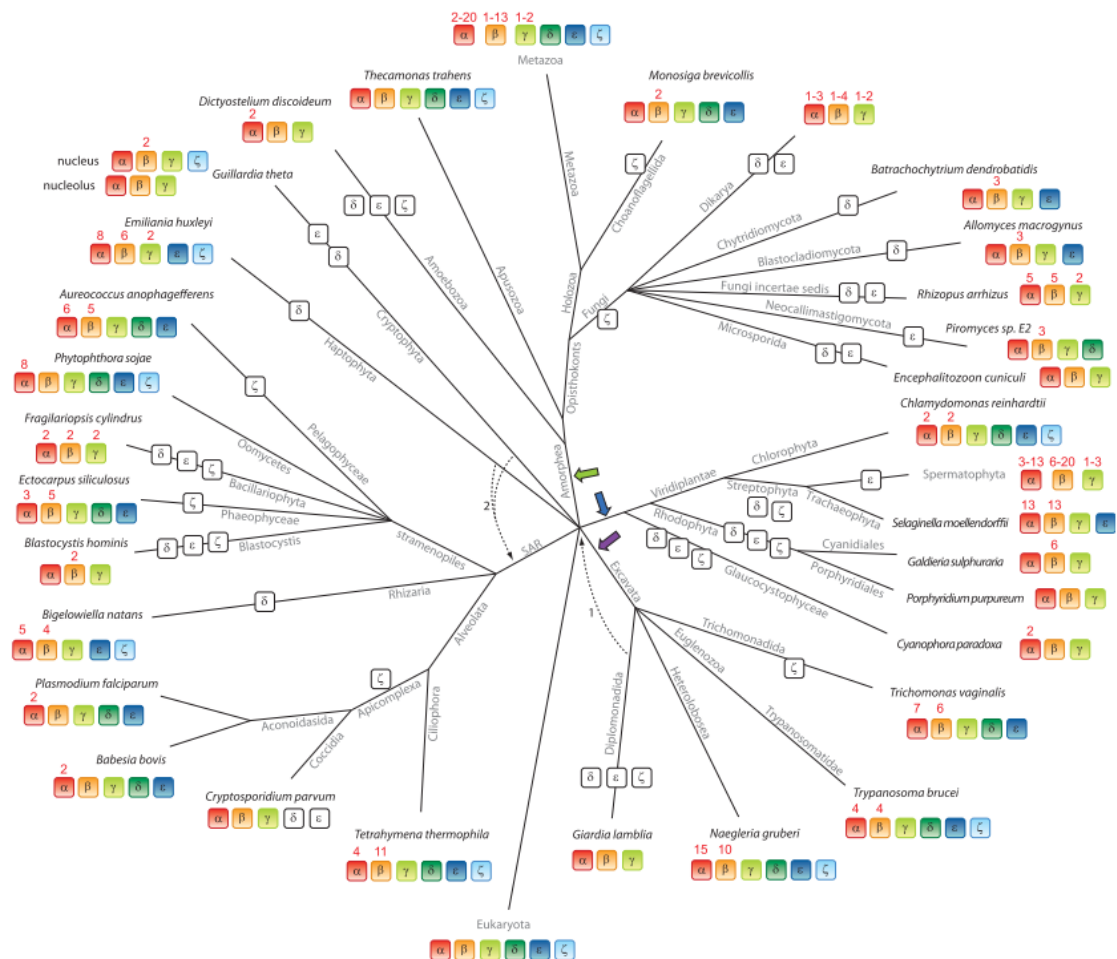 2-20 1-13 1-2
α β γ δ ε ζ
Metazoa
Thecamonas trahens
α β γ δ ε ζ
Monosiga brevicollis
2
α β γ δ ε
1-3 1-4 1-2
α β γ
Dictyostelium discoideum
2
α β γ
2
nucleus α β γ ζ
nucleolus α β γ
Guillardia theta
Batrachochytrium dendrobatidis
3
α β γ ε
Emiliania huxleyi
8 6 2
α β γ ε ζ
Allomyces macrogynus
3
α β γ ε
Aureococcus anophagefferens
6 5
α β γ δ ε
Rhizopus arrhizus
5 5 2
α β γ
Piromyces sp. E2
3
α β γ δ
Phytophthora sojae
8
α β γ δ ε ζ
Encephalitozoon cuniculi
α β γ
Fragilariopsis cylindrus
2 2 2
α β γ
Chlamydomonas reinhardtii
2 2
α β γ δ ε ζ
Ectocarpus siliculosus
3 5
α β γ δ ε
Spermatophyta
3-13 6-20 1-3
α β γ
Selaginella moellendorffii
13 13
α β γ ε
Blastocystis hominis
2
α β γ
Galdieria sulphuraria
6
α β γ
Porphyridium purpureum
α β γ
Bigelowiella natans
5 4
α β γ ε ζ
Cyanophora paradoxa
2
α β γ
Plasmodium falciparum
2
α β γ δ ε
Trichomonas vaginalis
7 6
α β γ δ ε
Babesia bovis
2
α β γ δ ε
Trypanosoma brucei
4 4
α β γ δ ε ζ
Cryptosporidium parvum
α β γ δ ε
Tetrahymena thermophila
4 11
α β γ δ ε ζ
Giardia lamblia
α β γ
Naegleria gruberi
15 10
α β γ δ ε ζ
Eukaryota
α β γ δ ε ζ
Metazoa
Choanoflagellida
ζ
Holozoa
Dikarya
δ ε
Chytridiomycota
δ
Blastocladiomycota
δ
Fungi incertae sedis
δ ε
Neocallimastigomycota
ε
Microsporida
δ ε
Fungi
ζ
Opisthokonts
Apusozoa
Amoebozoa
δ ε ζ
Amorphea
Cryptophyta
ε
δ
Haptophyta
δ
Pelagophyceae
ζ
Oomycetes
Bacillariophyta
δ ε ζ
Phaeophyceae
ζ
Blastocystis
δ ε ζ
stramenopiles
SAR
2
Rhizaria
δ
Alveolata
Apicomplexa
ζ
Aconoidasida
Coccidia
Ciliophora
Viridiplantae
Chlorophyta
Streptophyta
δ ζ
Tracheophyta
ε
Rhodophyta
δ ε ζ
Cyanidiales
Porphyridiales
Glaucocystophyceae
δ ε ζ
Excavata
1
Trichomonadida
ζ
Euglenozoa
Trypanosomatidae
Heterolobosea
Diplomonadida
δ ε ζ